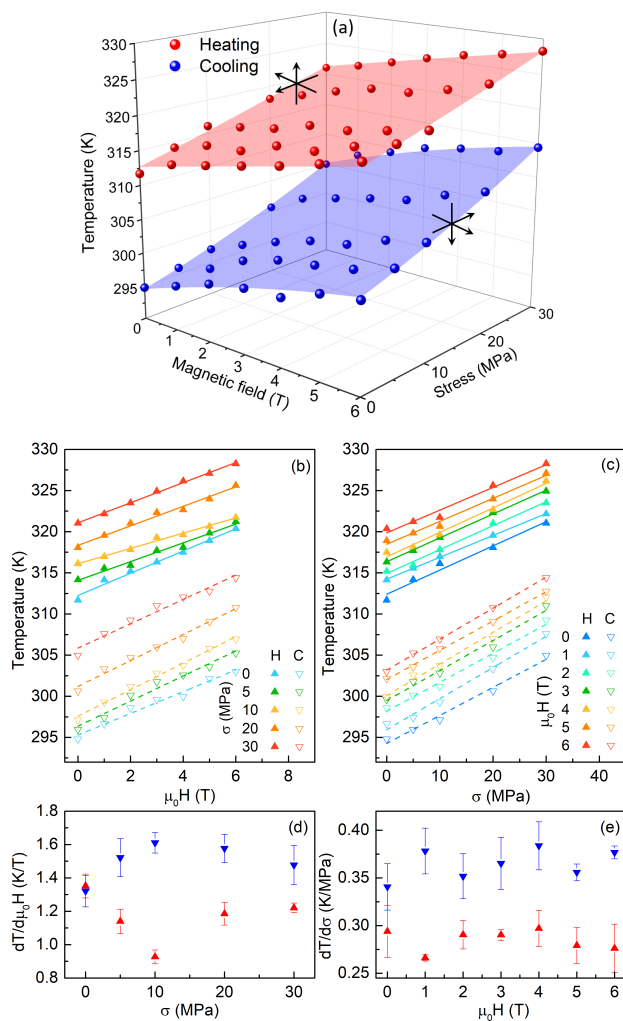 (a)
Heating
Cooling
Temperature (K)
330
325
320
315
310
305
300
295
0
1
2
3
4
5
6
Magnetic field (T)
0
10
20
30
Stress (MPa)
(b)
Temperature (K)
330
325
320
315
310
305
300
295
H C
0
5
10
20
30
σ (MPa)
0 2 4 6 8
μ0H (T)
(c)
Temperature (K)
330
325
320
315
310
305
300
295
H C
0
1
2
3
4
5
6
μ0H (T)
0 10 20 30 40
σ (MPa)
(d)
dT/dμ0H (K/T)
1.8
1.6
1.4
1.2
1.0
0.8
0 10 20 30
σ (MPa)
(e)
dT/dσ (K/MPa)
0.40
0.35
0.30
0.25
0 1 2 3 4 5 6
μ0H (T)